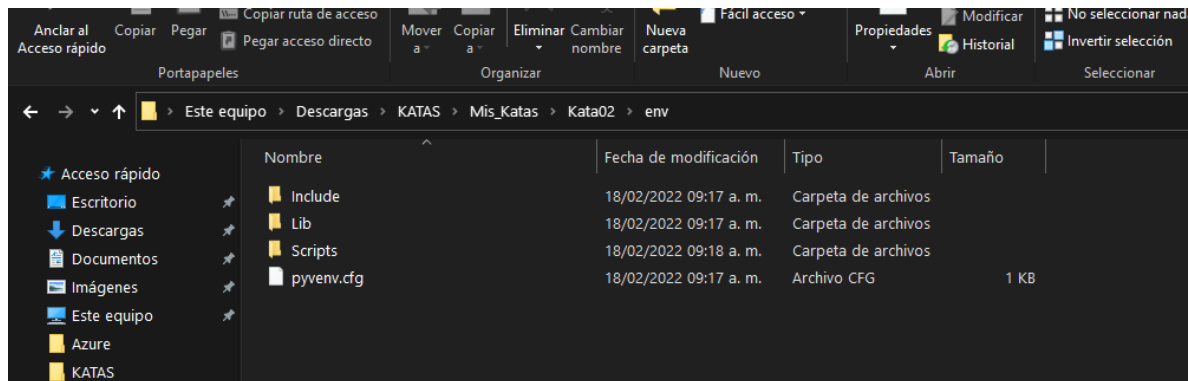 Copiar ruta de acceso
Fácil acceso
Modificar
No seleccionar nad
Anclar al
Acceso rápido
Copiar
Pegar
Pegar acceso directo
Mover
a
Copiar
a
Eliminar
Cambiar
nombre
Nueva
carpeta
Propiedades
Historial
Invertir selección
Portapapeles
Organizar
Nuevo
Abrir
Seleccionar
Este equipo > Descargas > KATAS > Mis_Katas > Kata02 > env
Nombre Fecha de modificación Tipo Tamaño
Acceso rápido
Escritorio
Descargas
Documentos
Imágenes
Este equipo
Azure
KATAS
Include 18/02/2022 09:17 a. m. Carpeta de archivos
Lib 18/02/2022 09:17 a. m. Carpeta de archivos
Scripts 18/02/2022 09:18 a. m. Carpeta de archivos
pyvenv.cfg 18/02/2022 09:17 a. m. Archivo CFG 1 KB